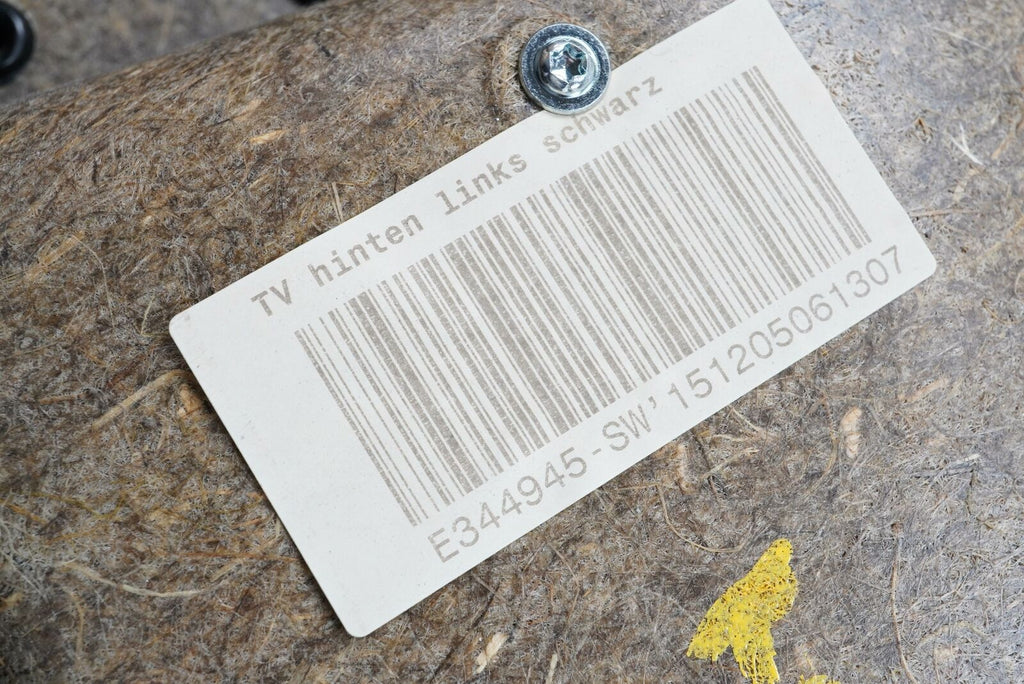 TV hinten links schwarz
E344945-SW'151205061307